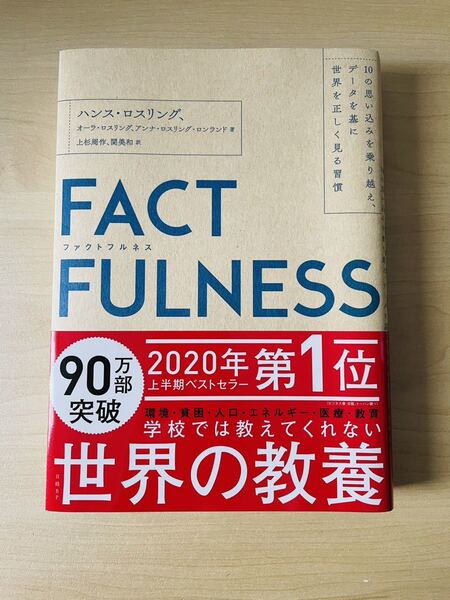 10の思い込みを乗り越え、
データを基に
世界を正しく見る習慣
ハンス・ロスリング、
オーラ・ロスリング、アンナ・ロスリング・ロンランド 著
上杉周作、関美和 訳
FACT
ファクトフルネス
FULNESS
90万部
突破
2020年
上半期ベストセラー
第1位
環境・貧困・人口・エネルギー・医療・教育
学校では教えてくれない
世界の教養
日経BP